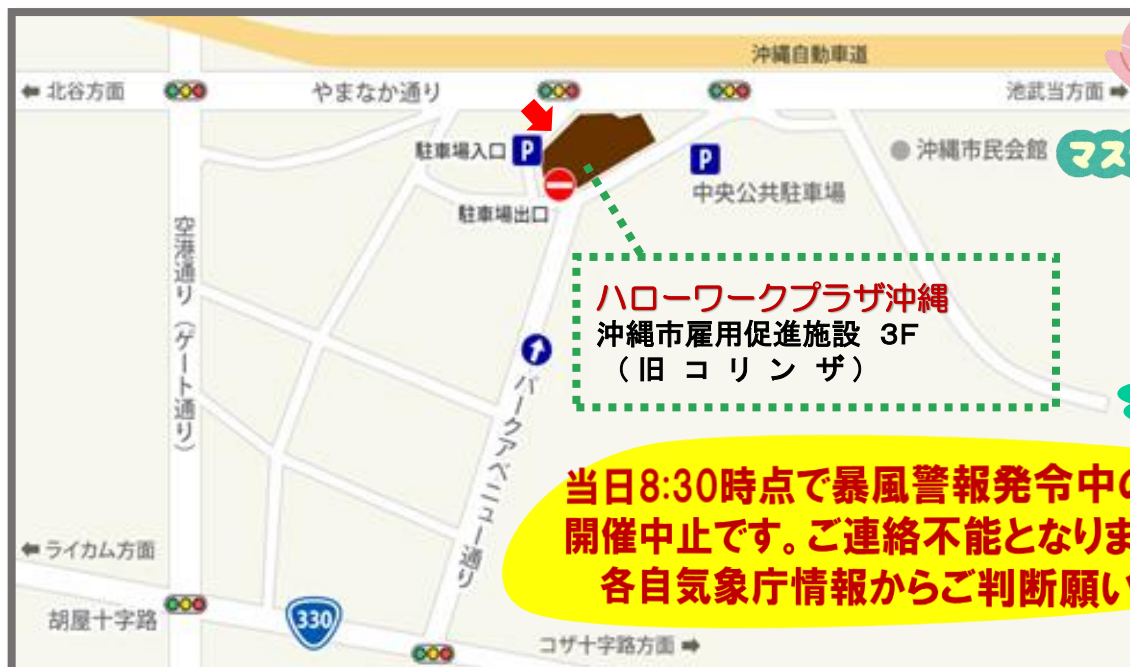 沖縄自動車道
⬅ 北谷方面
やまなか通り
池武当方面 ➡
駐車場入口 P
P
沖縄市民会館
マス
中央公共駐車場
駐車場出口
空港通り(ゲート通り)
ハローワークプラザ沖縄
沖縄市雇用促進施設 3F
(旧 コ リ ン ザ)
パークアベニュー通り
当日8:30時点で暴風警報発令中の
開催中止です。ご連絡不能となりま
各自気象庁情報からご判断願い
⬅ ライカム方面
胡屋十字路
330
コザ十字路方面 ➡